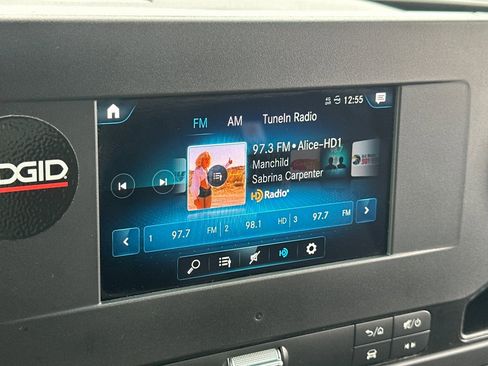 12:55
FM AM TuneIn Radio
97.3 FM • Alice-HD1
Manchild
Sabrina Carpenter
HD Radio
1 97.7 FM 2 98.1 HD 3 97.7 FM
HD